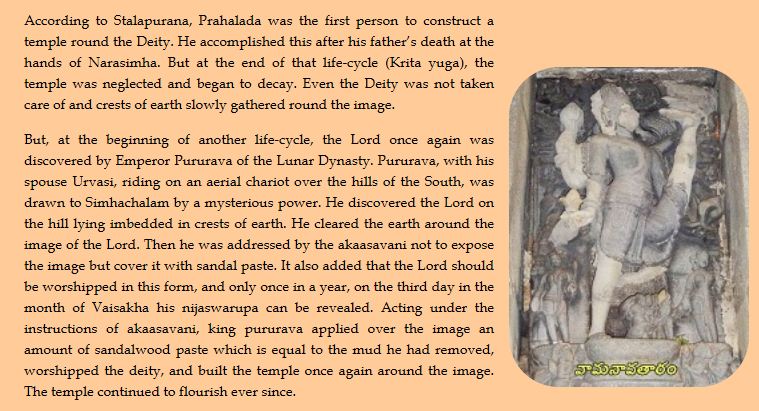 According to Stalapurana, Prahalada was the first person to construct a
temple round the Deity. He accomplished this after his father's death at the
hands of Narasimha. But at the end of that life-cycle (Krita yuga), the
temple was neglected and began to decay. Even the Deity was not taken
care of and crests of earth slowly gathered round the image.
But, at the beginning of another life-cycle, the Lord once again was
discovered by Emperor Pururava of the Lunar Dynasty. Pururava, with his
spouse Urvasi, riding on an aerial chariot over the hills of the South, was
drawn to Simhachalam by a mysterious power. He discovered the Lord on
the hill lying imbedded in crests of earth. He cleared the earth around the
image of the Lord. Then he was addressed by the akaasavani not to expose
the image but cover it with sandal paste. It also added that the Lord should
be worshipped in this form, and only once in a year, on the third day in the
month of Vaisakha his nijaswarupa can be revealed. Acting under the
instructions of akaasavani, king pururava applied over the image an
amount of sandalwood paste which is equal to the mud he had removed,
worshipped the deity, and built the temple once again around the image.
The temple continued to flourish ever since.
వామనావతారం